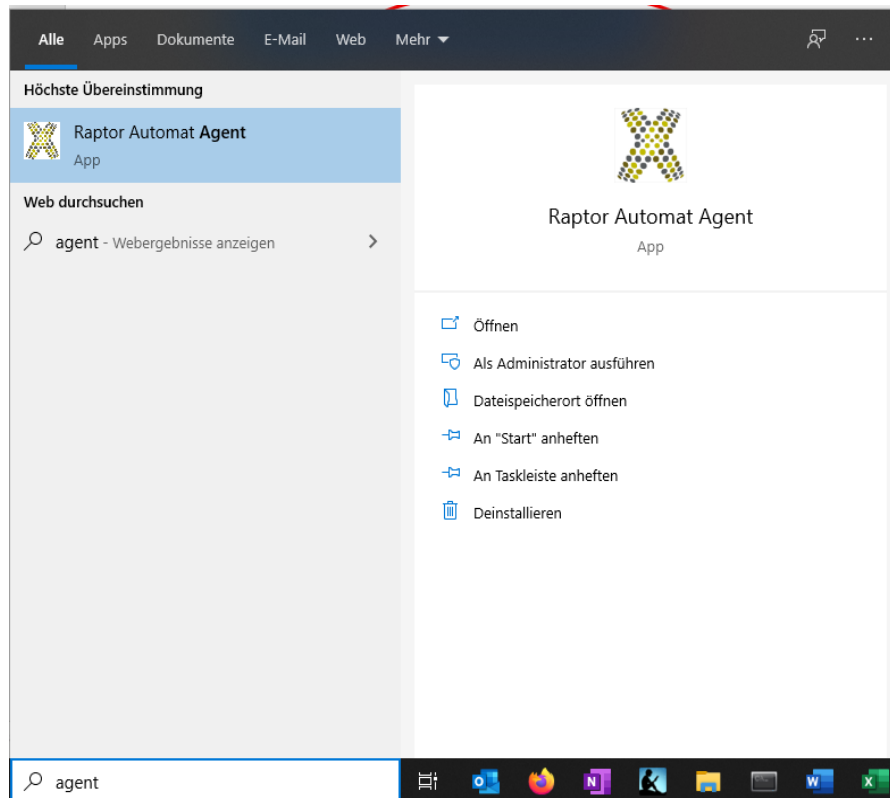 Alle Apps Dokumente E-Mail Web Mehr
Höchste Übereinstimmung
Raptor Automat Agent
App
Web durchsuchen
agent - Webergebnisse anzeigen
Raptor Automat Agent
App
Öffnen
Als Administrator ausführen
Dateispeicherort öffnen
An "Start" anheften
An Taskleiste anheften
Deinstallieren
agent